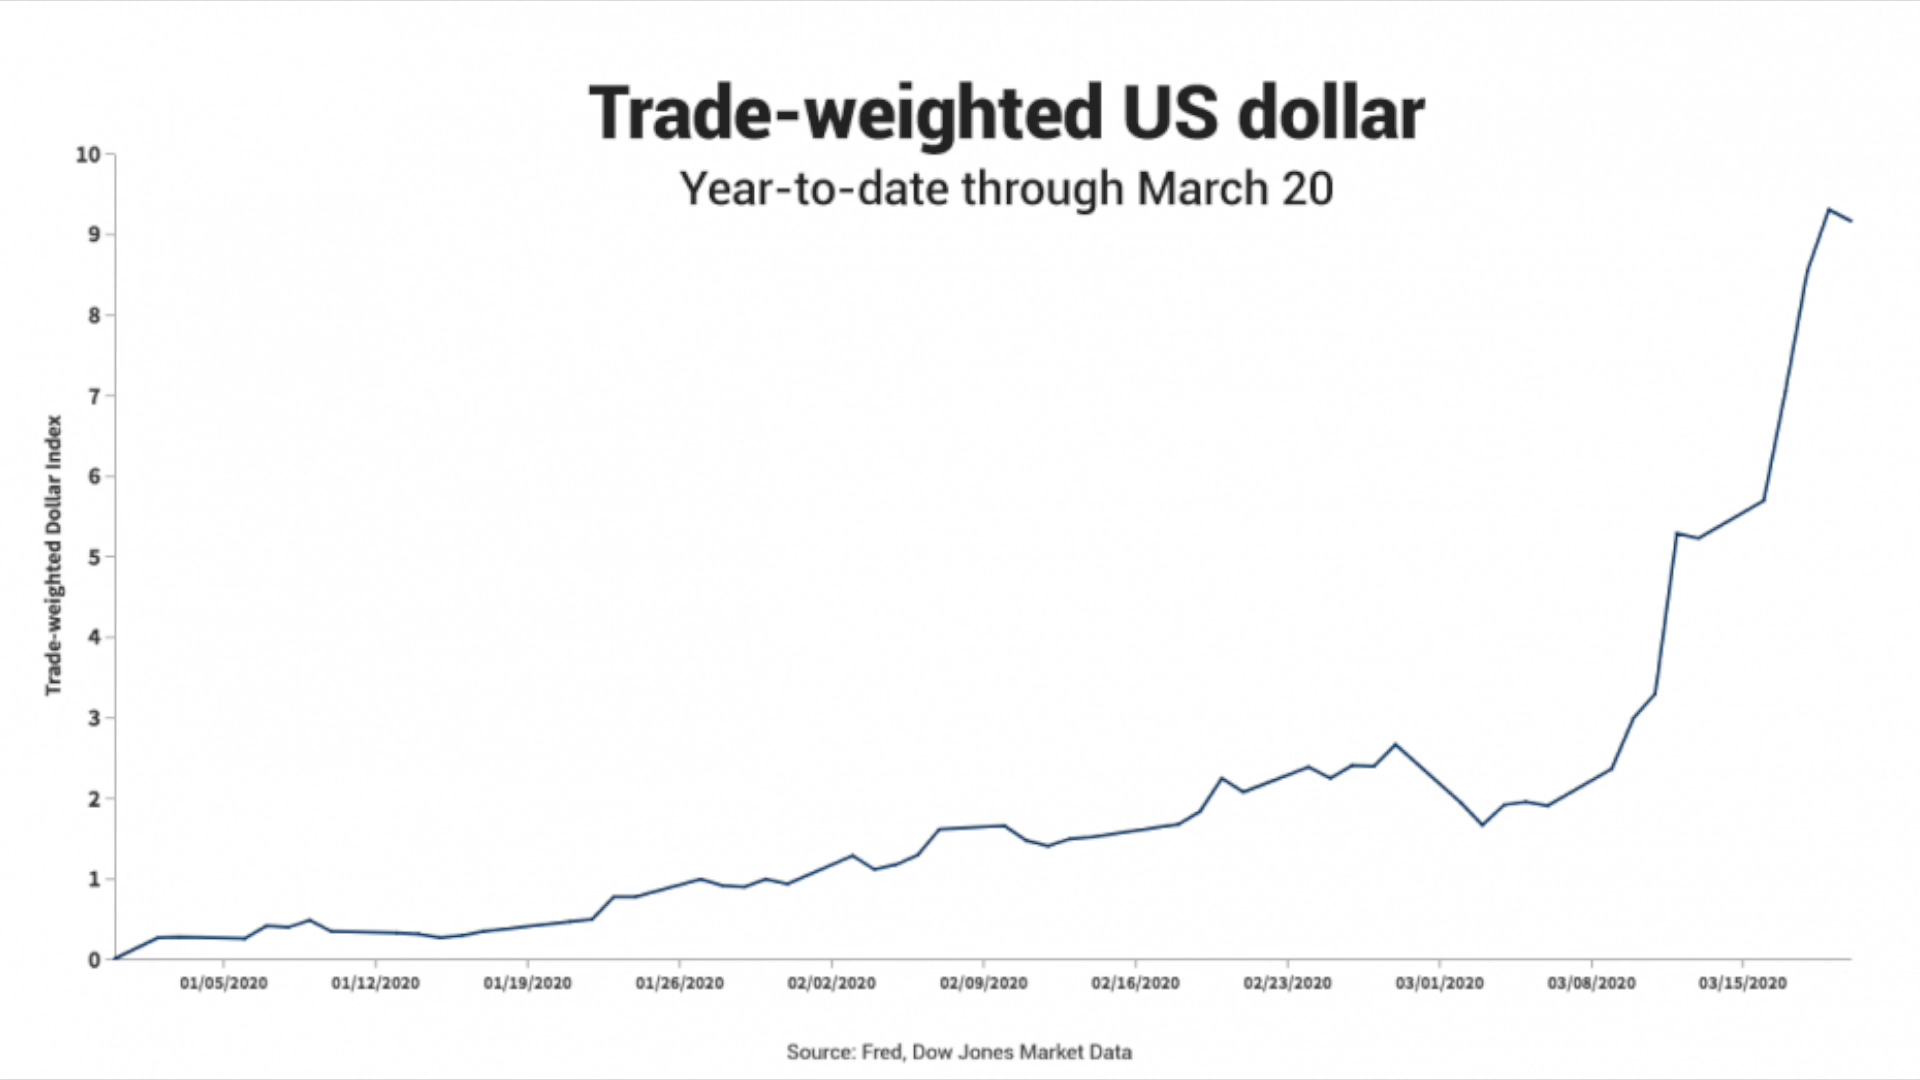 Trade-weighted US dollar
Year-to-date through March 20
Trade-weighted Dollar Index
10
9
8
7
6
5
4
3
2
1
0
01/05/2020 01/12/2020 01/19/2020 01/26/2020 02/02/2020 02/09/2020 02/16/2020 02/23/2020 03/01/2020 03/08/2020 03/15/2020
Source: Fred, Dow Jones Market Data